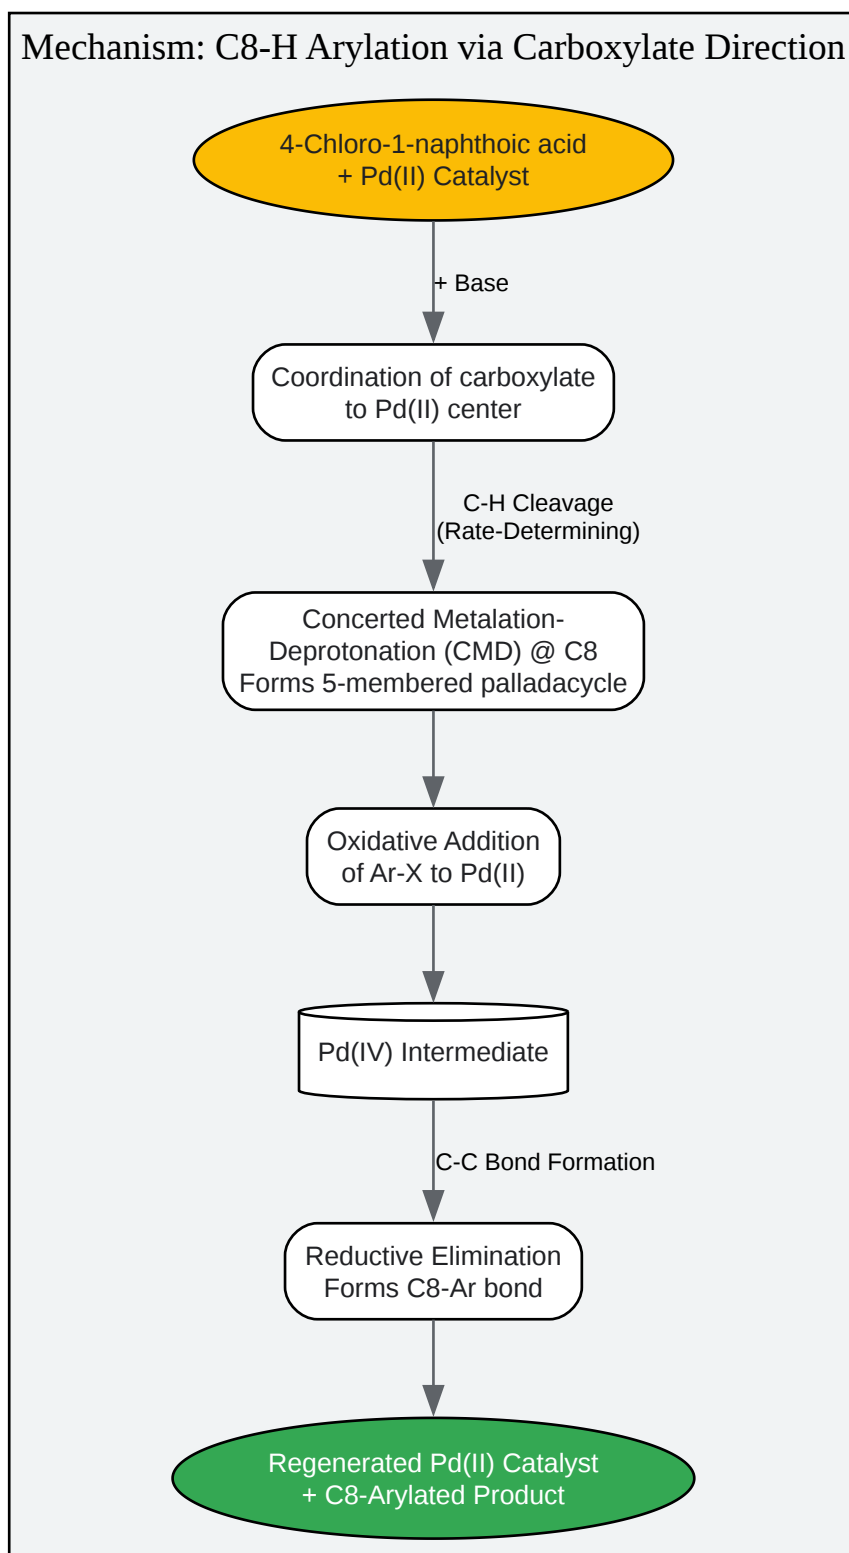 Mechanism: C8-H Arylation via Carboxylate Direction
4-Chloro-1-naphthoic acid
+ Pd(II) Catalyst
+ Base
Coordination of carboxylate
to Pd(II) center
C-H Cleavage
(Rate-Determining)
Concerted Metalation-
Deprotonation (CMD) @ C8
Forms 5-membered palladacycle
Oxidative Addition
of Ar-X to Pd(II)
Pd(IV) Intermediate
C-C Bond Formation
Reductive Elimination
Forms C8-Ar bond
Regenerated Pd(II) Catalyst
+ C8-Arylated Product